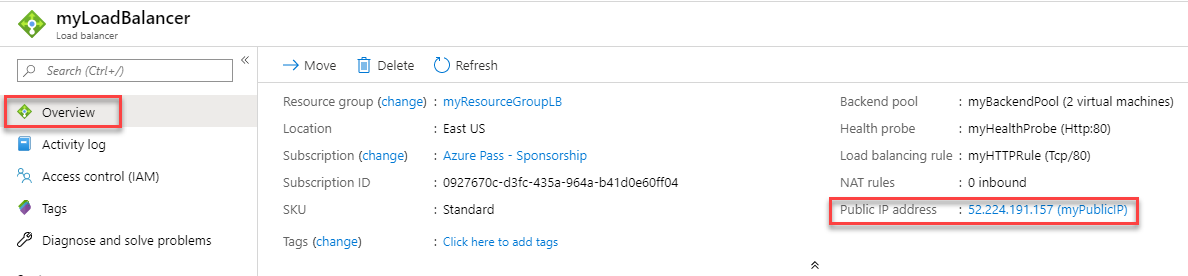 myLoadBalancer
Load balancer
Search (Ctrl+/)
«
Overview
Activity log
Access control (IAM)
Tags
Diagnose and solve problems
Move Delete Refresh
Resource group (change) : myResourceGroupLB
Location : East US
Subscription (change) : Azure Pass - Sponsorship
Subscription ID : 0927670c-d3fc-435a-964a-b41d0e60ff04
SKU : Standard
Tags (change) : Click here to add tags
Backend pool : myBackendPool (2 virtual machines)
Health probe : myHealthProbe (Http:80)
Load balancing rule : myHTTPRule (Tcp/80)
NAT rules : 0 inbound
Public IP address : 52.224.191.157 (myPublicIP)